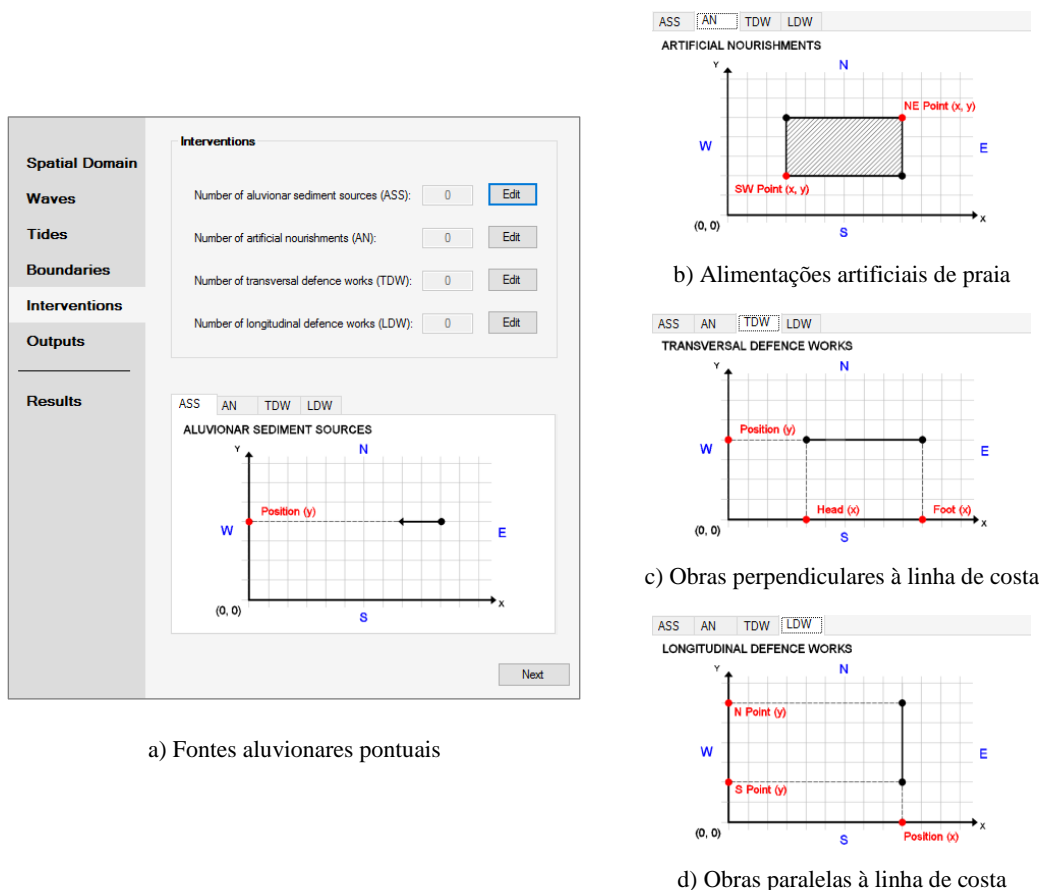 Spatial Domain
Waves
Tides
Boundaries
Interventions
Outputs
Results
Interventions
Number of aluvionar sediment sources (ASS): 0 Edit
Number of artificial nourishments (AN): 0 Edit
Number of transversal defence works (TDW): 0 Edit
Number of longitudinal defence works (LDW): 0 Edit
ASS AN TDW LDW
ALUVIONAR SEDIMENT SOURCES
Y
N
Position (y)
W
E
(0, 0)
X
S
Next
a) Fontes aluvionares pontuais
ASS AN TDW LDW
ARTIFICIAL NOURISHMENTS
Y
N
NE Point (x, y)
W
E
SW Point (x, y)
(0, 0)
X
S
b) Alimentações artificiais de praia
ASS AN TDW LDW
TRANSVERSAL DEFENCE WORKS
Y
N
Position (y)
W
E
Head (x) Foot (x)
(0, 0)
X
S
c) Obras perpendiculares à linha de costa
ASS AN TDW LDW
LONGITUDINAL DEFENCE WORKS
Y
N
N Point (y)
W
E
S Point (y)
(0, 0)
X
S
Position (x)
d) Obras paralelas à linha de costa